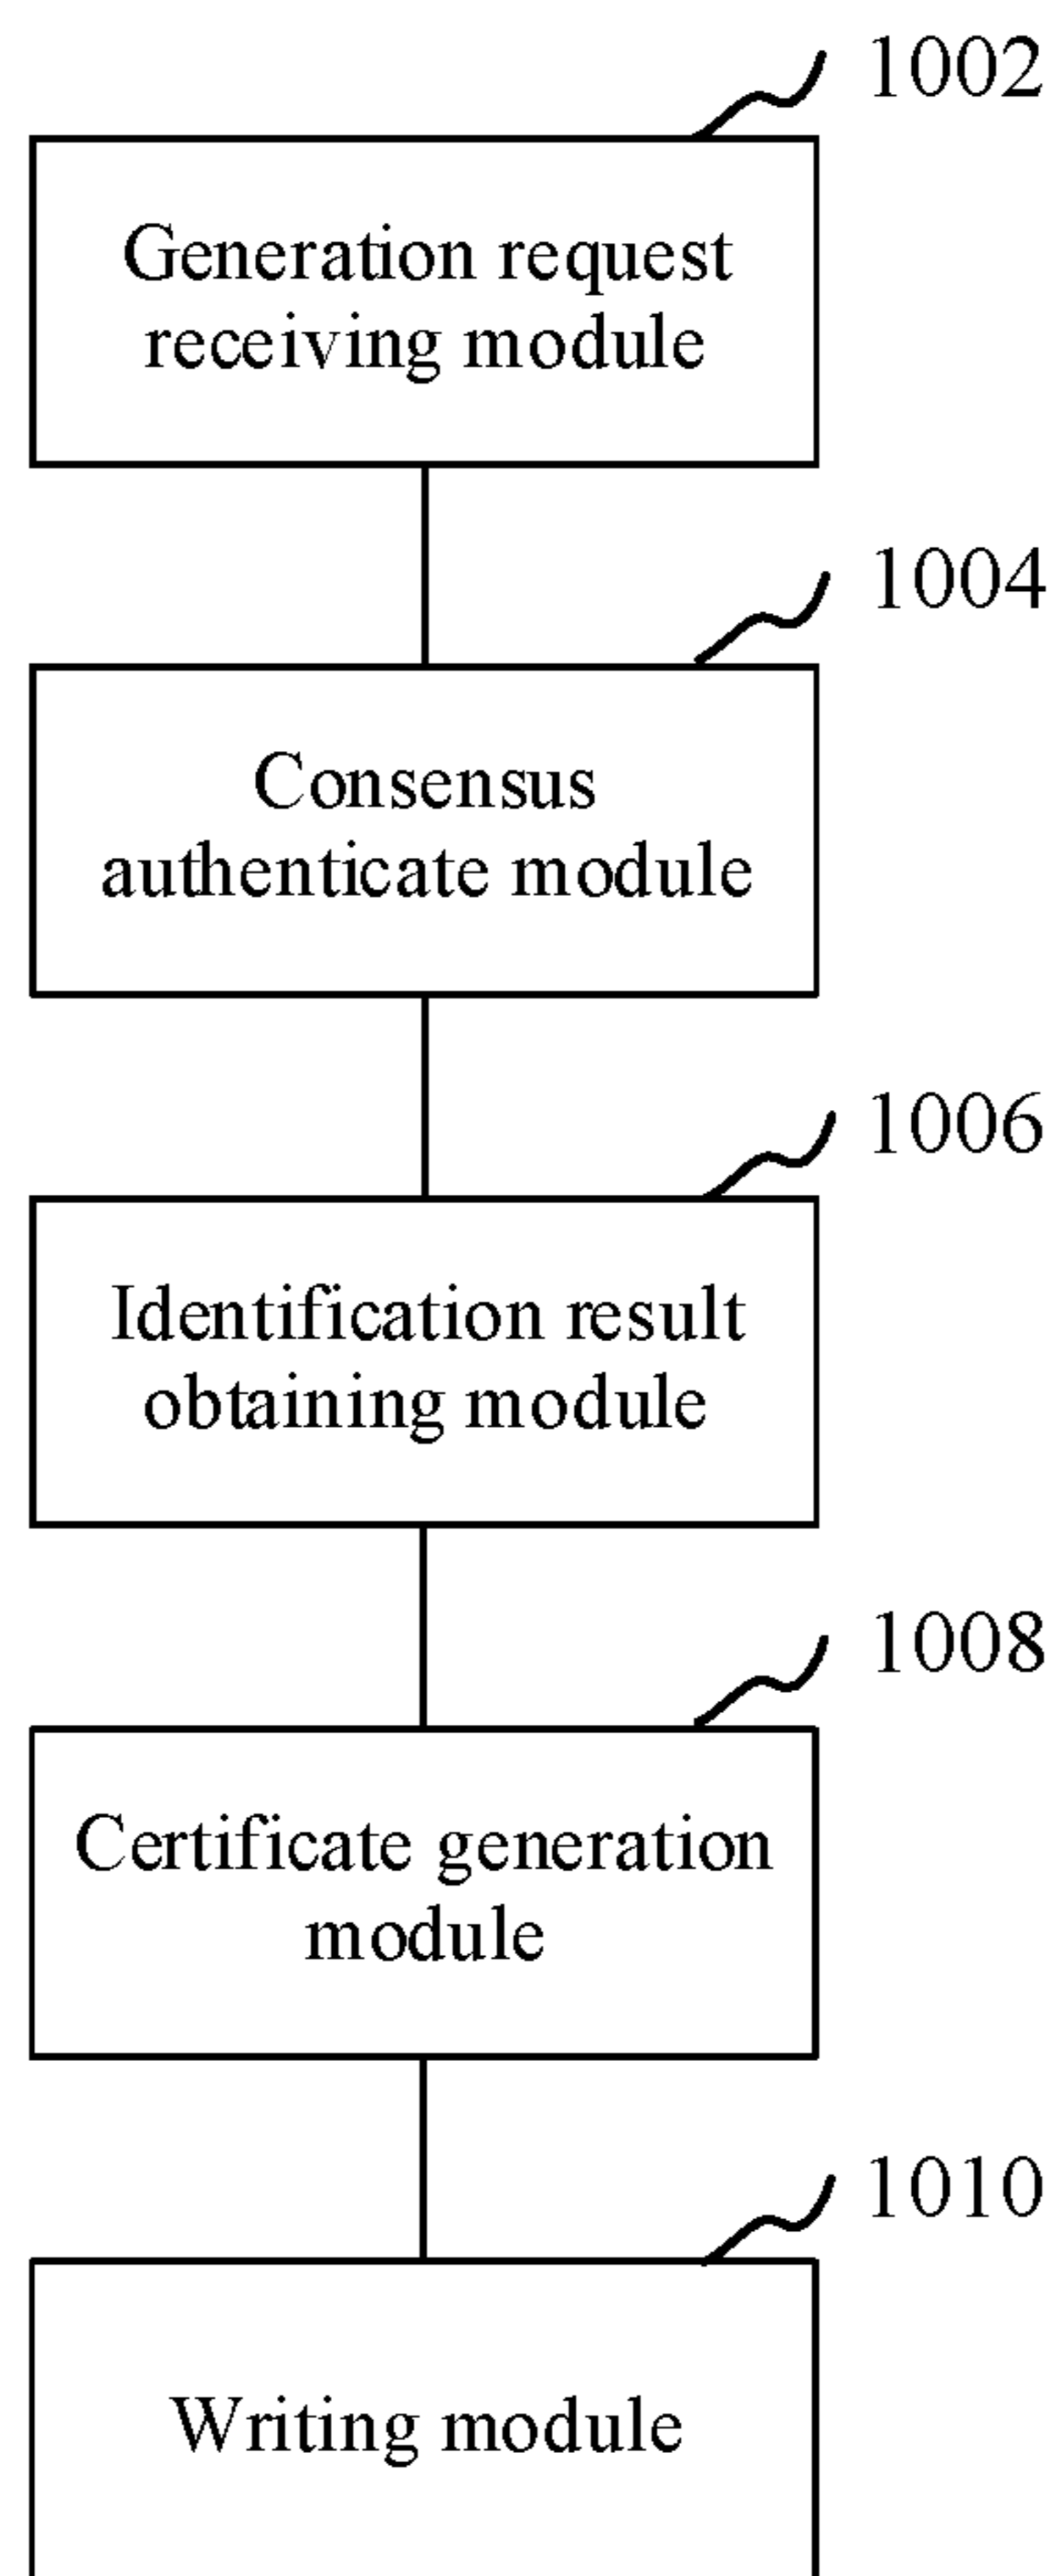 1002
Generation request
receiving module
1004
Consensus
authenticate module
1006
Identification result
obtaining module
1008
Certificate generation
module
1010
Writing module